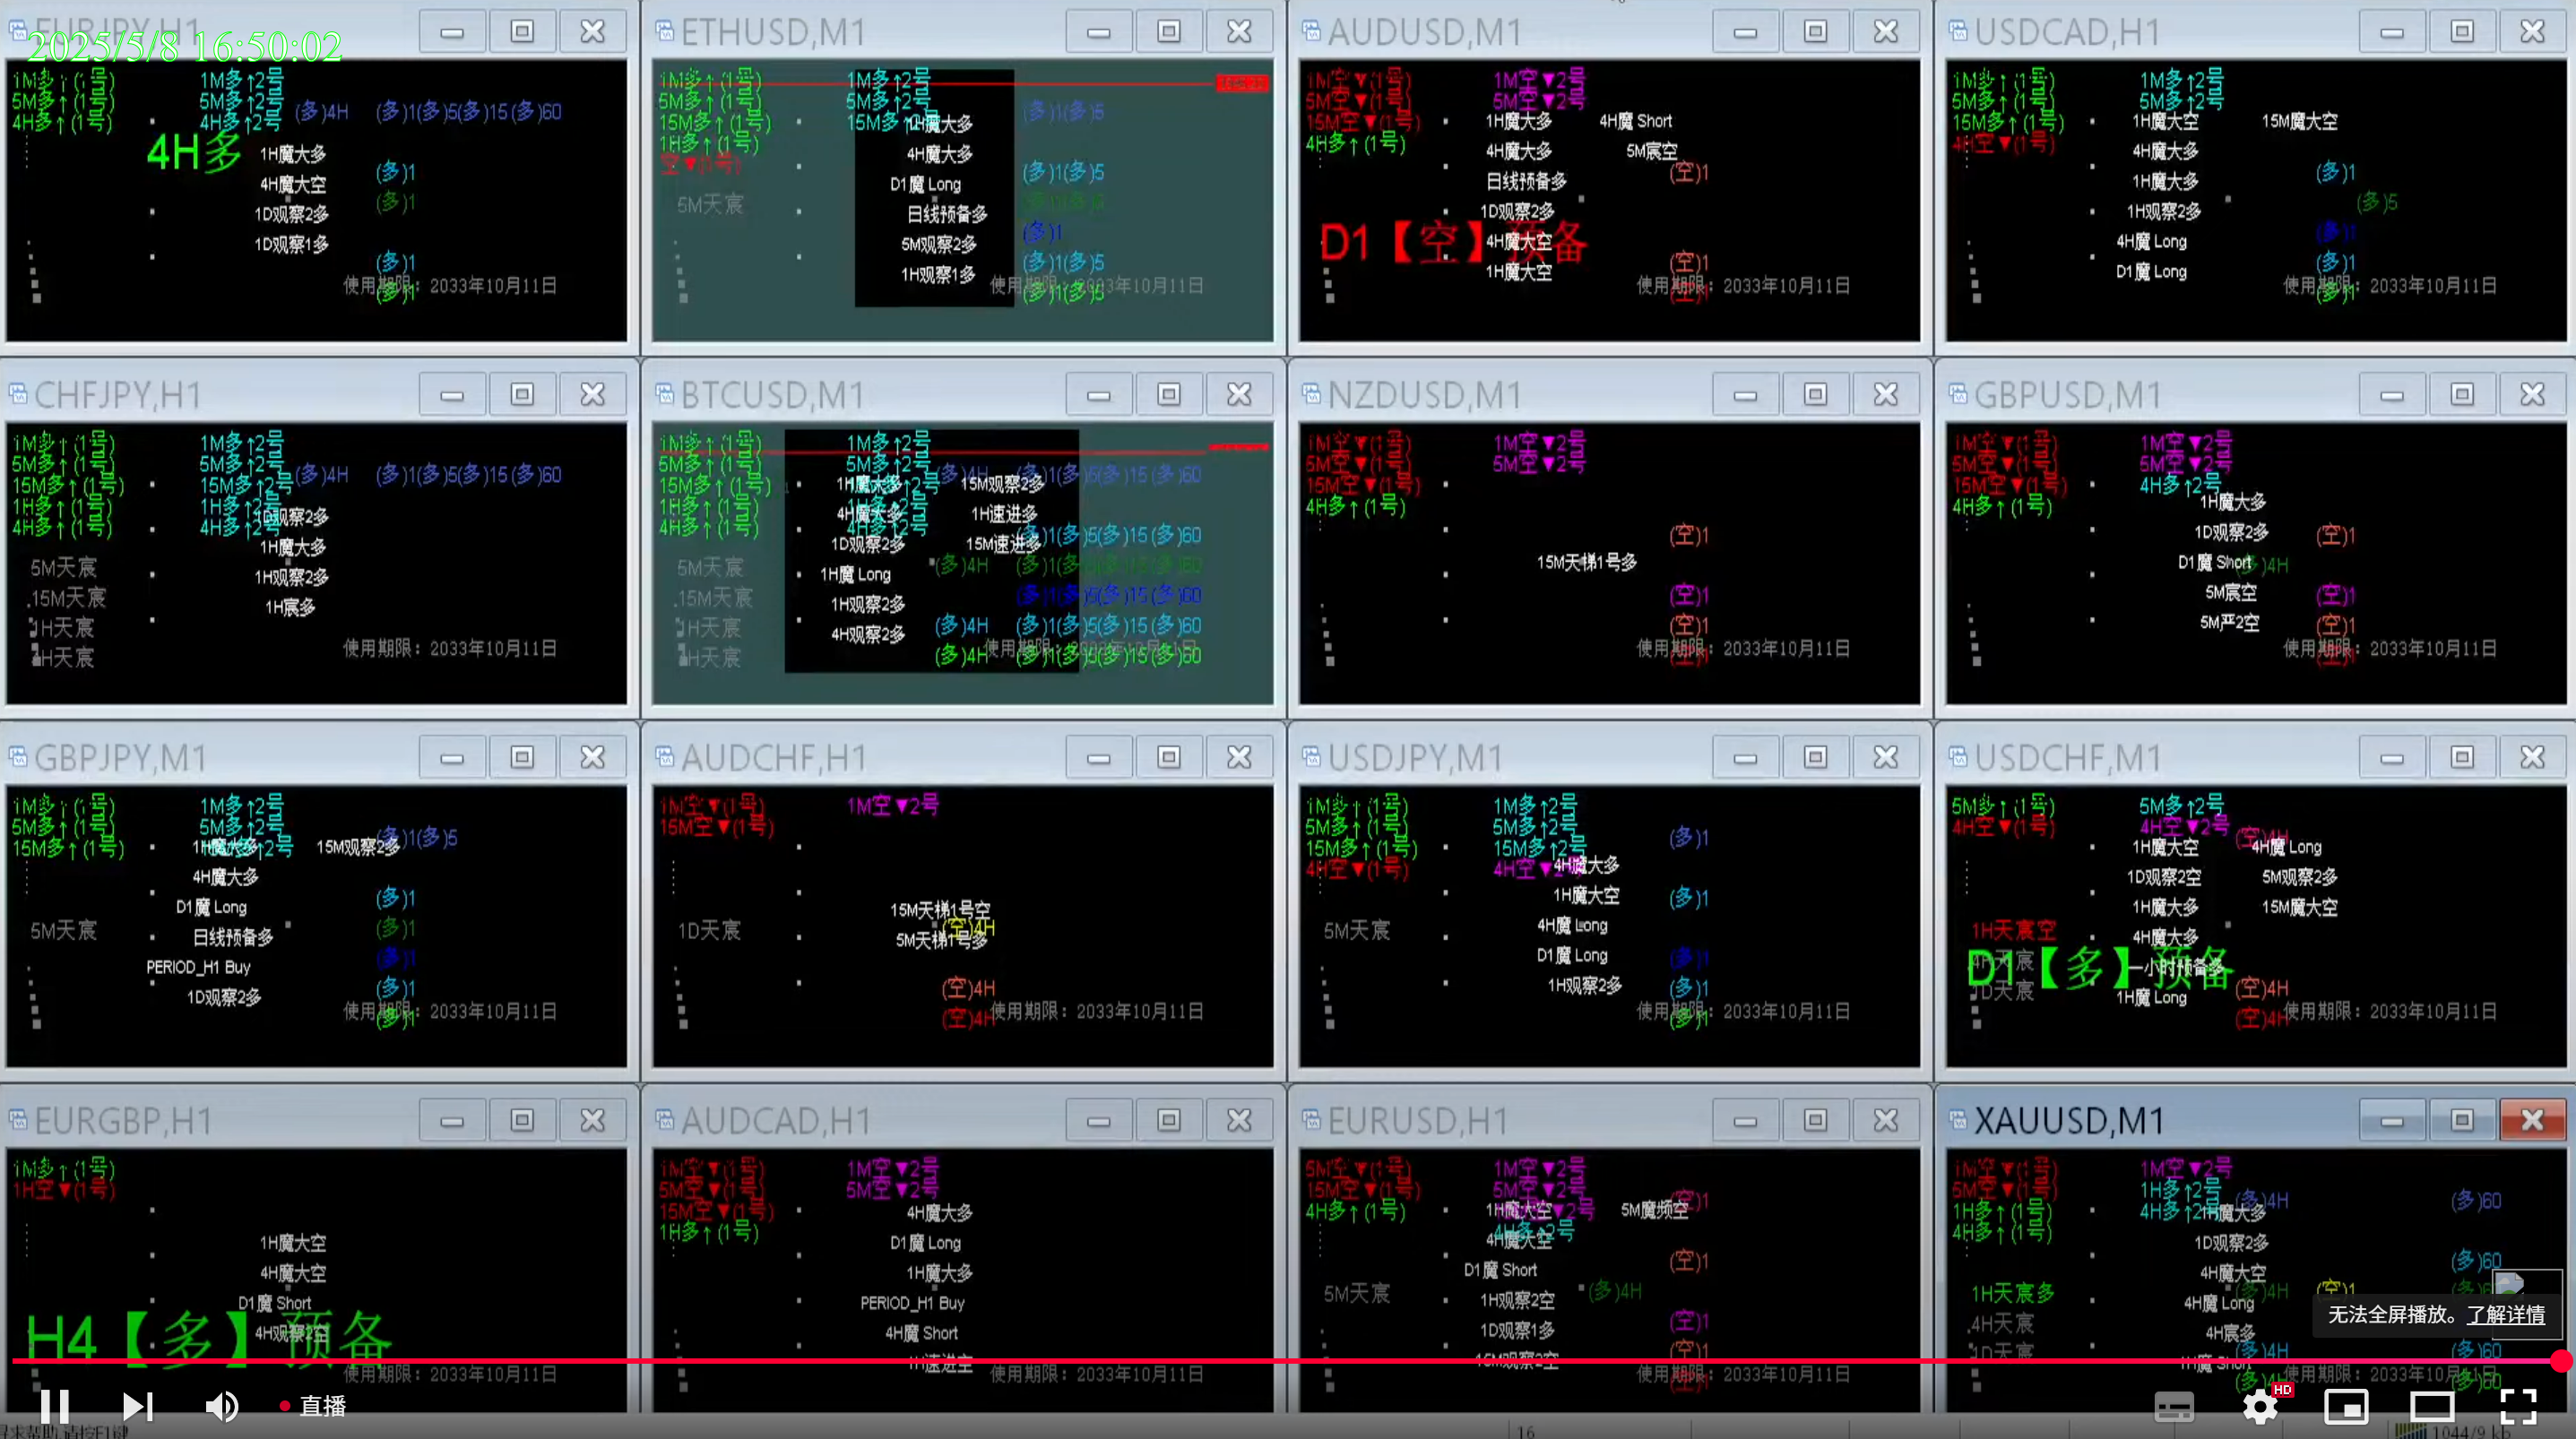 EURJPY,H1
2025/5/8 16:50:02
1M多↑(1号)
5M多↑(1号)
4H多↑(1号)
1M多↑2号
5M多↑2号
4H多↑2号
(多)4H (多)1(多)5(多)15(多)60
4H多
1H魔大多
4H魔大空
1D观察2多
1D观察1多
(多)1
(多)1
(多)1
(多)1
使用期限：2033年10月11日
ETHUSD,M1
1M多↑(1号)
5M多↑(1号)
15M多↑(1号)
1H多↑(1号)
空▼(1号)
5M天宸
1M多↑2号
5M多↑2号
15M多↑2号
1H魔大多
4H魔大多
D1魔 Long
日线预备多
5M观察2多
1H观察1多
(多)1(多)5
(多)1(多)5
(多)1
(多)1(多)5
(多)1(多)5
AUDUSD,M1
1M空▼(1号)
5M空▼(1号)
15M空▼(1号)
4H多↑(1号)
1M空▼2号
5M空▼2号
1H魔大多
4H魔 Short
4H魔大多
5M宸空
日线预备多
1D观察2多
4H魔大空
1H魔大空
D1【空】预备
(空)1
(空)1
使用期限：2033年10月11日
USDCAD,H1
1M多↑(1号)
5M多↑(1号)
15M多↑(1号)
4H空▼(1号)
1M多↑2号
5M多↑2号
1H魔大空
15M魔大空
4H魔大多
1H魔大多
1H观察2多
4H魔 Long
D1魔 Long
(多)1
(多)5
(多)1
(多)1
(多)1
使用期限：2033年10月11日
CHFJPY,H1
1M多↑(1号)
5M多↑(1号)
15M多↑(1号)
1H多↑(1号)
4H多↑(1号)
1M多↑2号
5M多↑2号
15M多↑2号
1H多↑2号
4H多↑2号
(多)4H (多)1(多)5(多)15(多)60
1D观察2多
1H魔大多
1H观察2多
1H宸多
5M天宸
15M天宸
1H天宸
4H天宸
使用期限：2033年10月11日
BTCUSD,M1
1M多↑(1号)
5M多↑(1号)
15M多↑(1号)
1H多↑(1号)
4H多↑(1号)
1M多↑2号
5M多↑2号
(多)4H (多)1(多)5(多)15(多)60
1H魔大多
15M观察2多
4H魔大多
1H速进多
1D观察2多
15M速进多
1H魔 Long
1H观察2多
4H观察2多
5M天宸
15M天宸
1H天宸
(多)1(多)5(多)15(多)60
(多)4H (多)1(多)5(多)15(多)60
(多)4H (多)1(多)5(多)15(多)60
NZDUSD,M1
1M空▼(1号)
5M空▼(1号)
15M空▼(1号)
4H多↑(1号)
1M空▼2号
5M空▼2号
15M天梯1号多
(空)1
(空)1
(空)1
使用期限：2033年10月11日
GBPUSD,M1
1M空▼(1号)
5M空▼(1号)
15M空▼(1号)
4H多↑(1号)
1M空▼2号
5M空▼2号
4H多↑2号
1H魔大多
1D观察2多
D1魔 Short
5M宸空
5M严2空
(空)1
(多)4H
(空)1
(空)1
使用期限：2033年10月11日
GBPJPY,M1
1M多↑(1号)
5M多↑(1号)
15M多↑(1号)
1M多↑2号
5M多↑2号
1H魔大多
15M观察2多
(多)1(多)5
4H魔大多
D1魔 Long
日线预备多
PERIOD_H1 Buy
1D观察2多
5M天宸
(多)1
(多)1
(多)1
(多)1
(多)1
使用期限：2033年10月11日
AUDCHF,H1
1M空▼(1号)
15M空▼(1号)
1M空▼2号
1D天宸
15M天梯1号空
(空)4H
5M天梯1号多
(空)4H
(空)4H
使用期限：2033年10月11日
USDJPY,M1
1M多↑(1号)
5M多↑(1号)
15M多↑(1号)
4H空▼(1号)
1M多↑2号
5M多↑2号
15M多↑2号
4H空▼2号
4H魔大多
1H魔大空
4H魔 Long
D1魔 Long
1H观察2多
5M天宸
(多)1
(多)1
(多)1
(多)1
(多)1
使用期限：2033年10月11日
USDCHF,M1
5M多↑(1号)
4H空▼(1号)
5M多↑2号
4H空▼2号
(空)4H
1H魔大空
4H魔 Long
1D观察2空
5M观察2多
1H魔大多
15M魔大空
4H魔大多
一小时预备多
1H魔 Long
1H天宸空
4H天宸
1D天宸
D1【多】预备
(空)4H
(空)4H
使用期限：2033年10月11日
EURGBP,H1
1M多↑(1号)
1H空▼(1号)
1H魔大空
4H魔大空
D1魔 Short
4H观察2空
H4【多】预备
使用期限：2033年10月11日
AUDCAD,H1
1M空▼(1号)
5M空▼(1号)
15M空▼(1号)
1H多↑(1号)
1M空▼2号
5M空▼2号
4H魔大多
D1魔 Long
1H魔大多
PERIOD_H1 Buy
4H魔 Short
1H速进空
使用期限：2033年10月11日
EURUSD,H1
5M空▼(1号)
15M空▼(1号)
4H多↑(1号)
1M空▼2号
5M空▼2号
4H多↑2号
1H魔大空
5M魔频空
4H魔大空
D1魔 Short
1H观察2空
1D观察1多
15M观察2空
5M天宸
(空)1
(空)1
(多)4H
(空)1
(空)1
使用期限：2033年10月11日
XAUUSD,M1
1M空▼(1号)
5M空▼(1号)
1H多↑(1号)
4H多↑(1号)
1M空▼2号
1H多↑2号
4H多↑2号
(多)4H
(多)60
1H魔大多
1D观察2多
4H魔大空
(多)60
4H魔 Long
4H宸多
1H魔 Short
1H天宸多
4H天宸
1D天宸
(多)4H
(空)1
(多)4H
(多)60
使用期限：2033年10月11日
无法全屏播放。了解详情
直播
HD
16
1044/9 kb